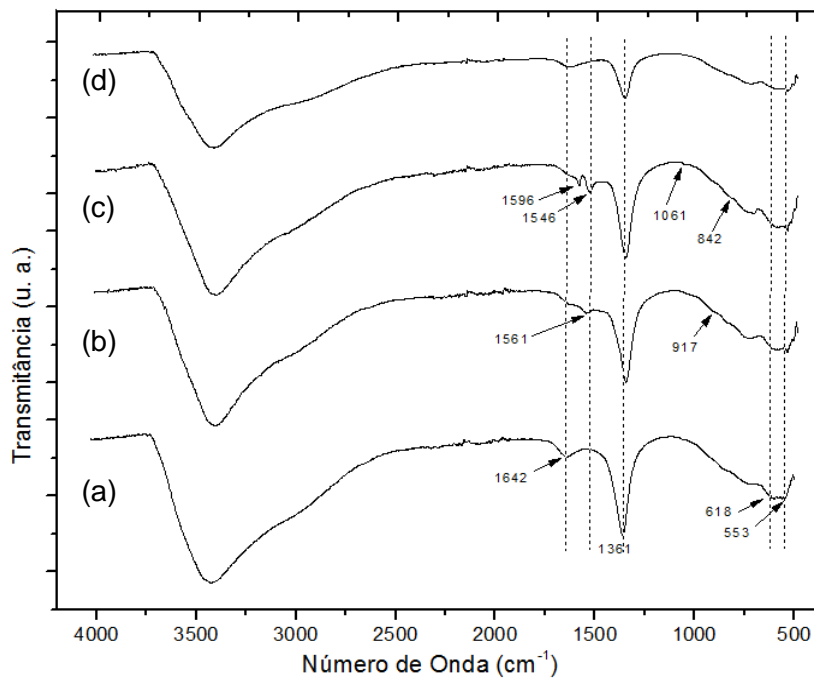 (d)
(c)
1596
1546
1061
842
(b)
1561
917
(a)
1642
1361
618
553
Transmitância (u. a.)
4000 3500 3000 2500 2000 1500 1000 500
Número de Onda (cm⁻¹)